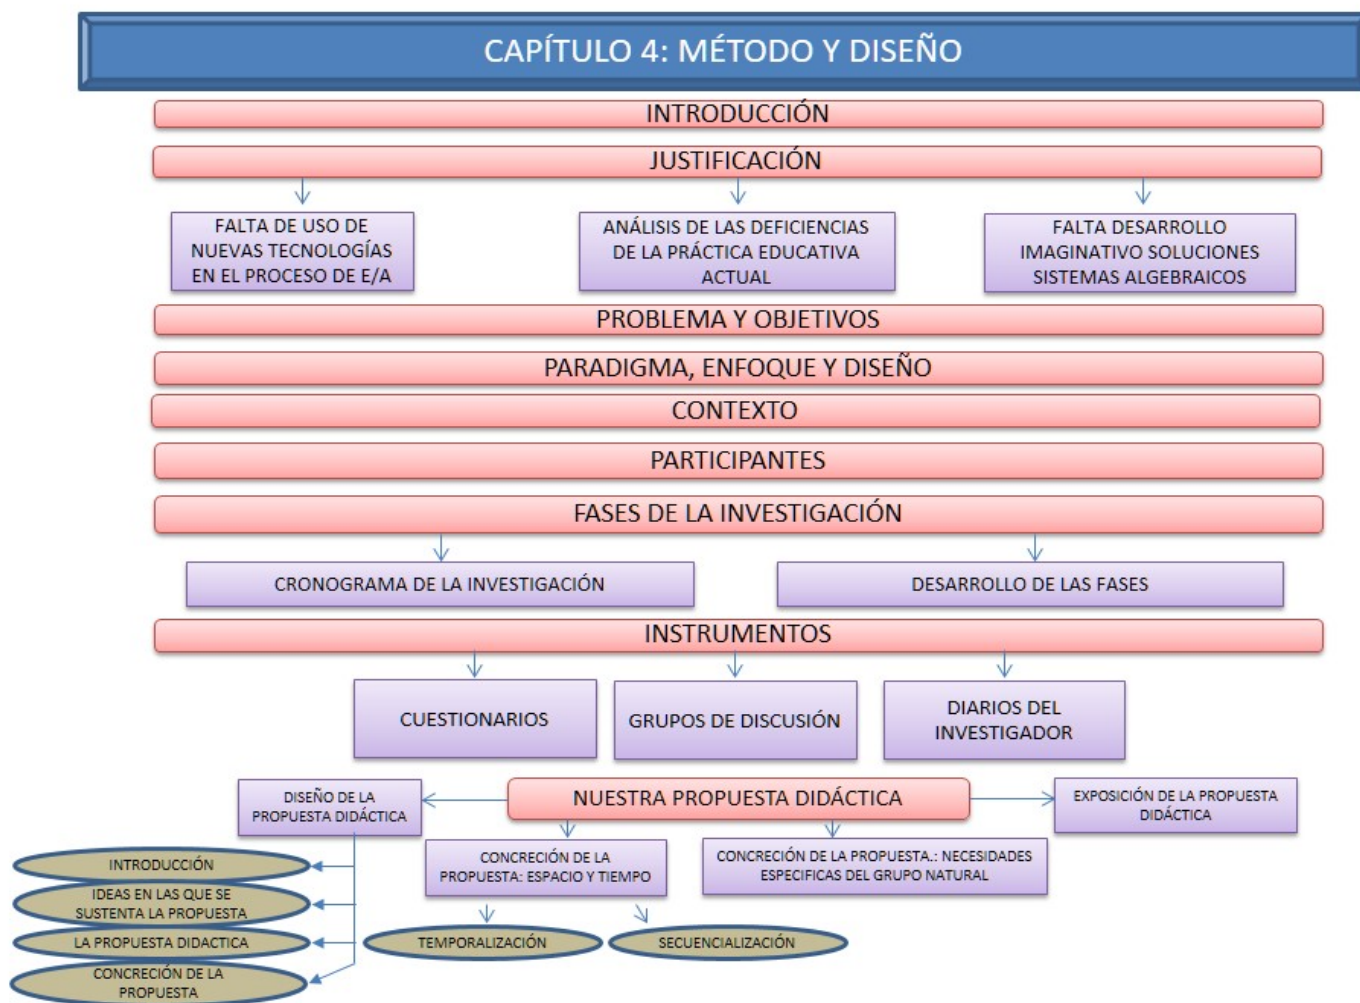 CAPÍTULO 4: MÉTODO Y DISEÑO
INTRODUCCIÓN
JUSTIFICACIÓN
FALTA DE USO DE
NUEVAS TECNOLOGÍAS
EN EL PROCESO DE E/A
ANÁLISIS DE LAS DEFICIENCIAS
DE LA PRÁCTICA EDUCATIVA
ACTUAL
FALTA DESARROLLO
IMAGINATIVO SOLUCIONES
SISTEMAS ALGEBRAICOS
PROBLEMA Y OBJETIVOS
PARADIGMA, ENFOQUE Y DISEÑO
CONTEXTO
PARTICIPANTES
FASES DE LA INVESTIGACIÓN
CRONOGRAMA DE LA INVESTIGACIÓN
DESARROLLO DE LAS FASES
INSTRUMENTOS
CUESTIONARIOS
GRUPOS DE DISCUSIÓN
DIARIOS DEL
INVESTIGADOR
DISEÑO DE LA
PROPUESTA DIDÁCTICA
NUESTRA PROPUESTA DIDÁCTICA
EXPOSICIÓN DE LA PROPUESTA
DIDÁCTICA
CONCRECIÓN DE LA
PROPUESTA: ESPACIO Y TIEMPO
CONCRECIÓN DE LA PROPUESTA.: NECESIDADES
ESPECIFICAS DEL GRUPO NATURAL
INTRODUCCIÓN
IDEAS EN LAS QUE SE
SUSTENTA LA PROPUESTA
LA PROPUESTA DIDACTICA
CONCRECIÓN DE LA
PROPUESTA
TEMPORALIZACIÓN
SECUENCIALIZACIÓN